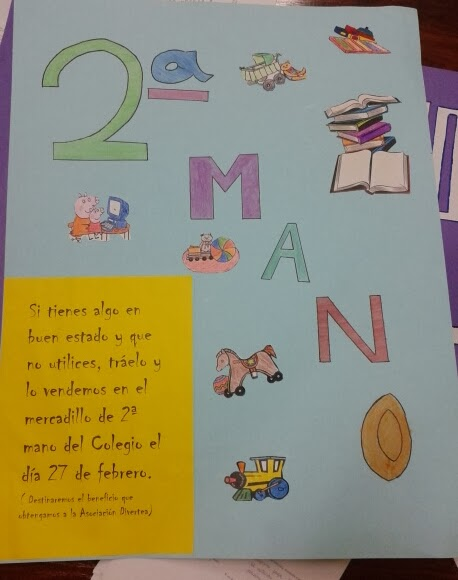 2ª
M
A
N
O
Si tienes algo en
buen estado y que
no utilices, tráelo y
lo vendemos en el
mercadillo de 2ª
mano del Colegio el
día 27 de febrero.
( Destinaremos el beneficio que
obtengamos a la Asociación Divertea)